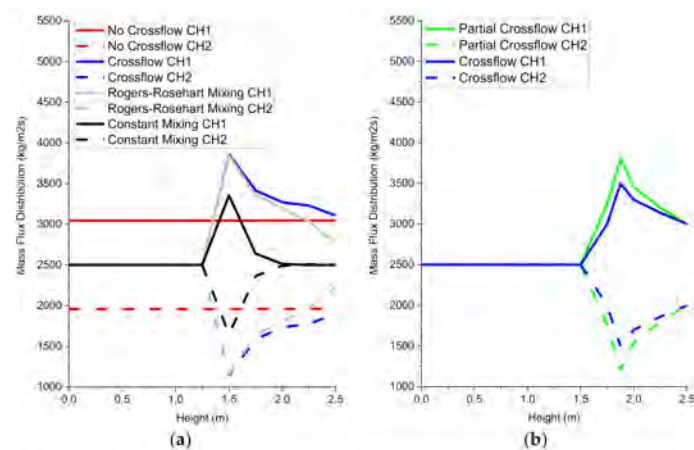 5500
5000
4500
4000
3500
3000
2500
2000
1500
1000
Mass Flux Distribution (kg/m2s)
No Crossflow CH1
No Crossflow CH2
Crossflow CH1
Crossflow CH2
Rogers-Rosehart Mixing CH1
Rogers-Rosehart Mixing CH2
Constant Mixing CH1
Constant Mixing CH2
0.0 0.5 1.0 1.5 2.0 2.5
Height (m)
(a)
5500
5000
4500
4000
3500
3000
2500
2000
1500
1000
Mass Flux Distribution (kg/m2s)
Partial Crossflow CH1
Partial Crossflow CH2
Crossflow CH1
Crossflow CH2
0.0 0.5 1.0 1.5 2.0 2.5
Height (m)
(b)